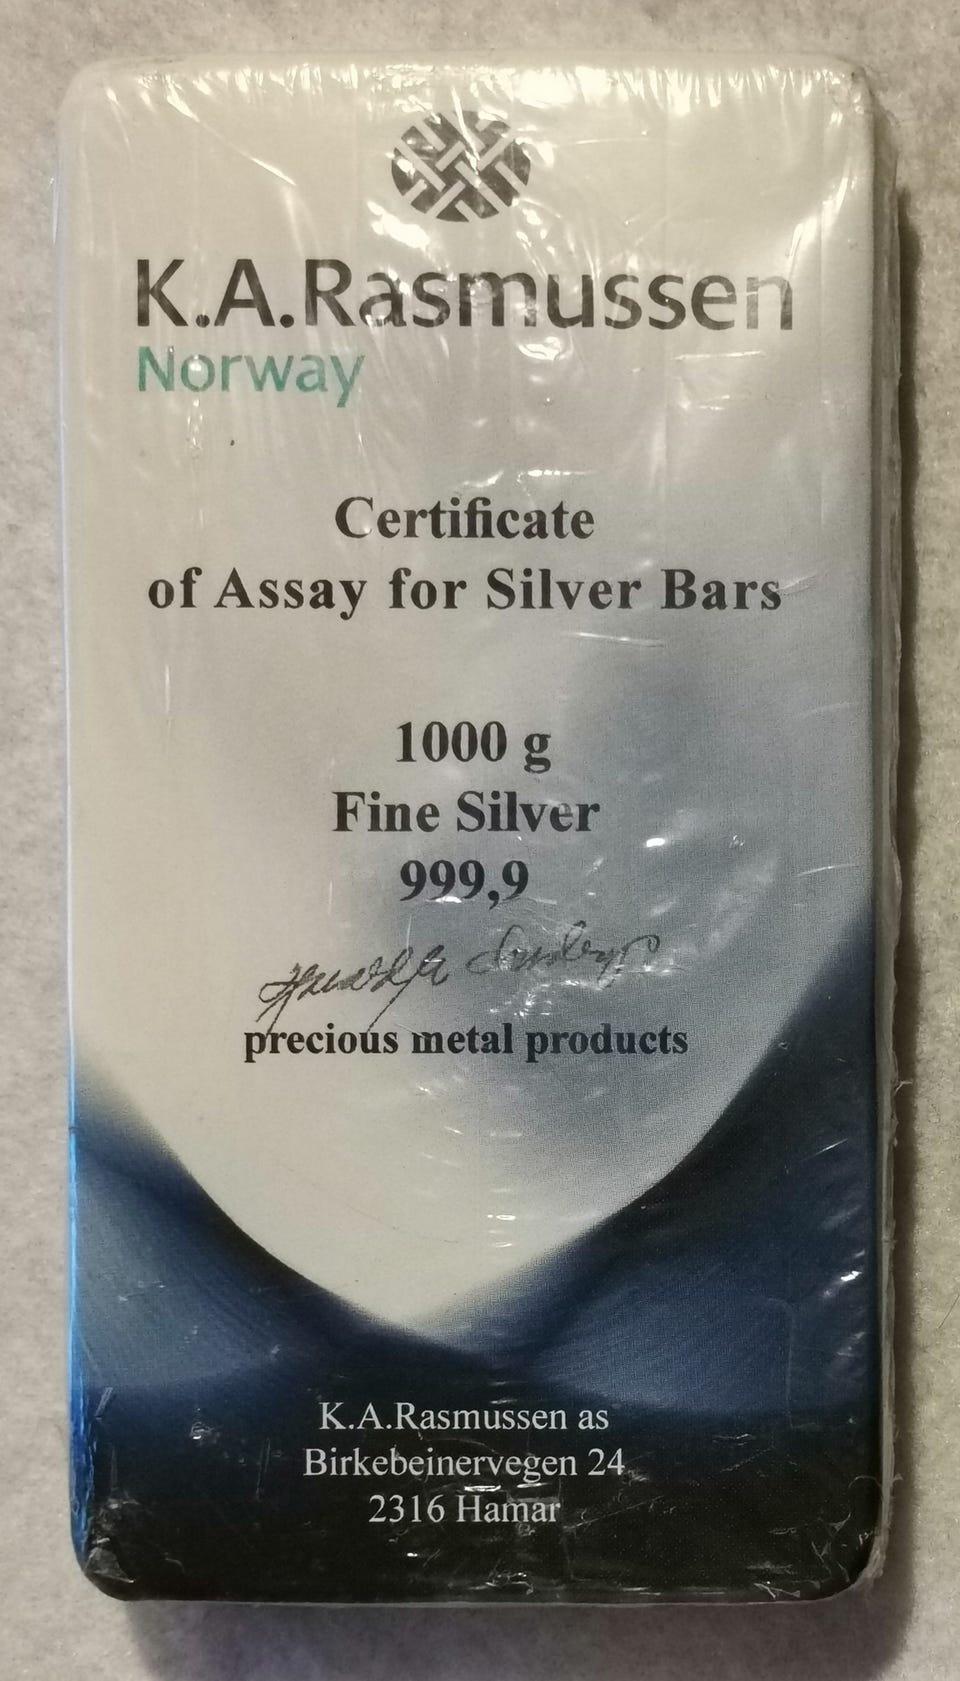 K.A.Rasmussen
Norway
Certificate
of Assay for Silver Bars
1000 g
Fine Silver
999,9
precious metal products
K.A.Rasmussen as
Birkebeinervegen 24
2316 Hamar